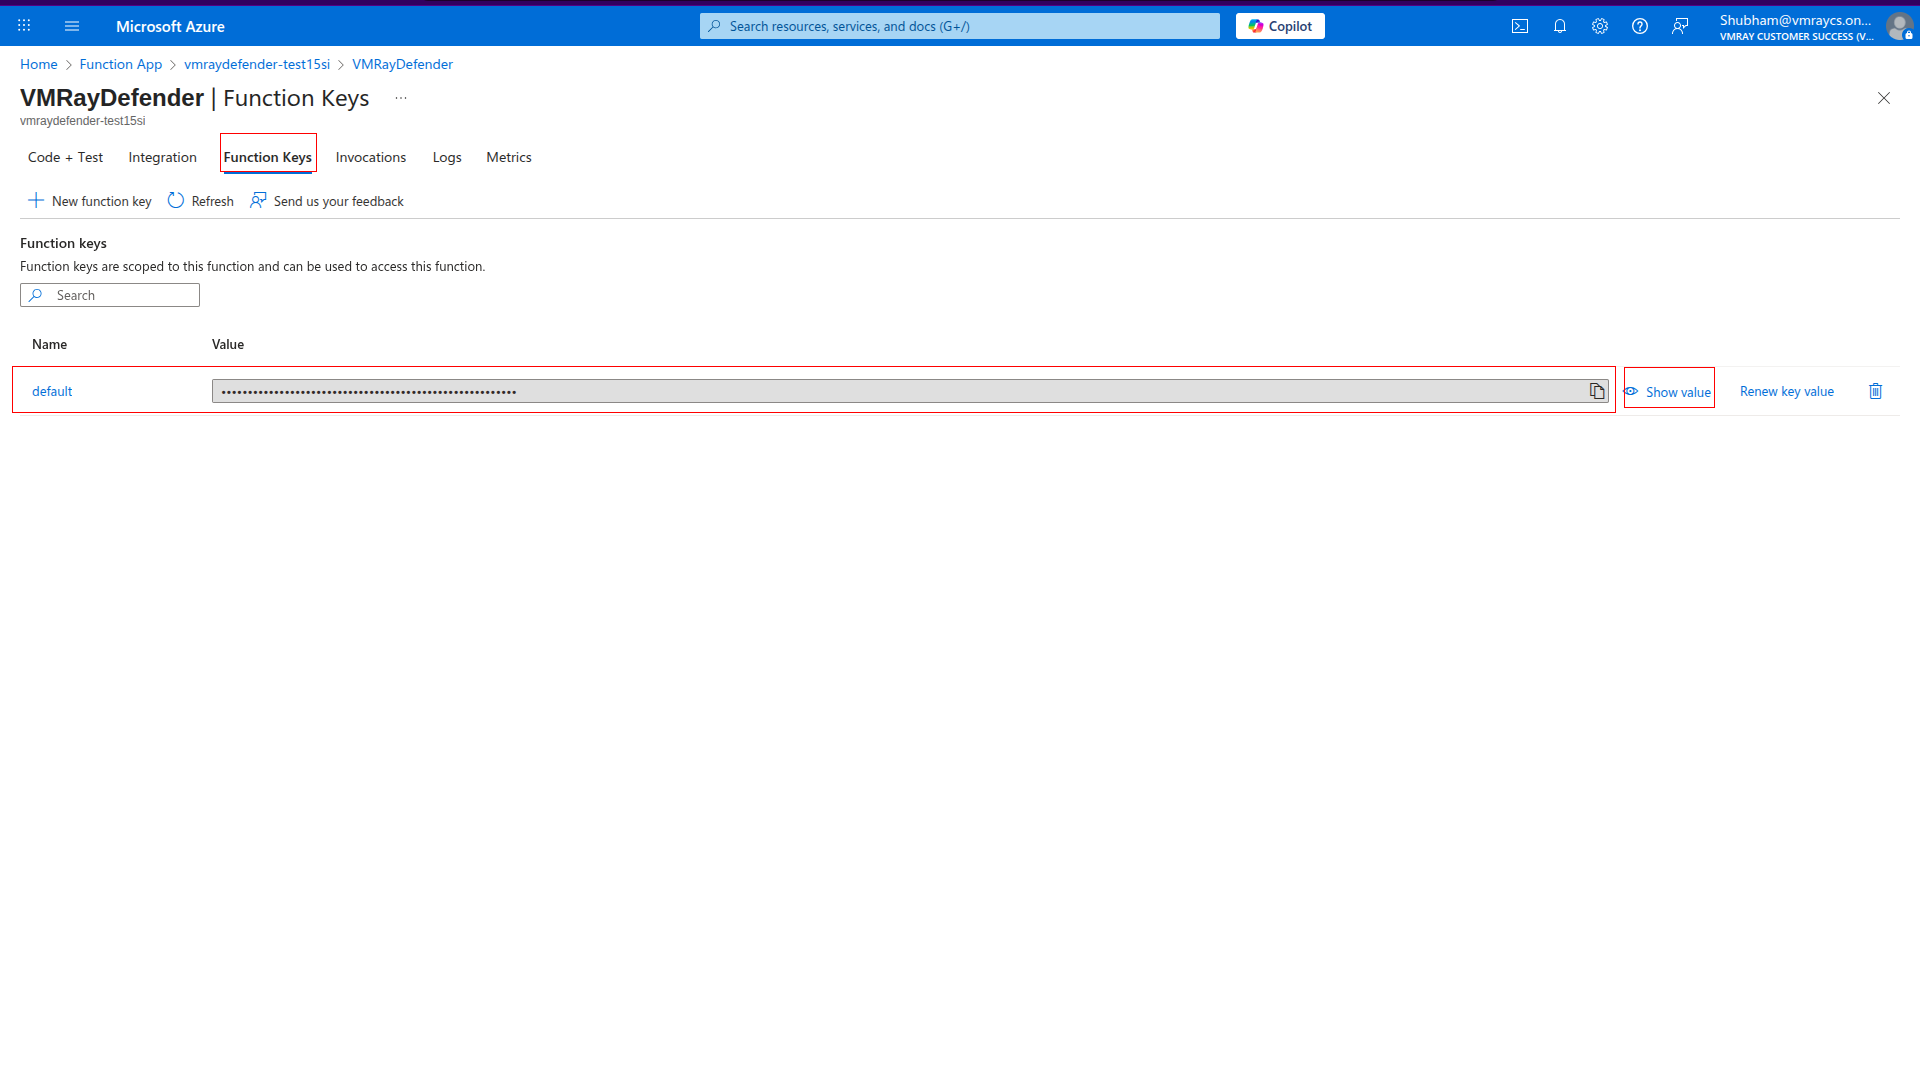 Microsoft Azure
Search resources, services, and docs (G+/)
Copilot
Shubham@vmraycs.on...
VMRAY CUSTOMER SUCCESS (V...
Home > Function App > vmraydefender-test15si > VMRayDefender
VMRayDefender | Function Keys ...
vmraydefender-test15si
Code + Test Integration Function Keys Invocations Logs Metrics
New function key Refresh Send us your feedback
Function keys
Function keys are scoped to this function and can be used to access this function.
Search
Name Value
default •••••••••••••••••••••••••••••••••••••••••••••••••••••••• Show value Renew key value